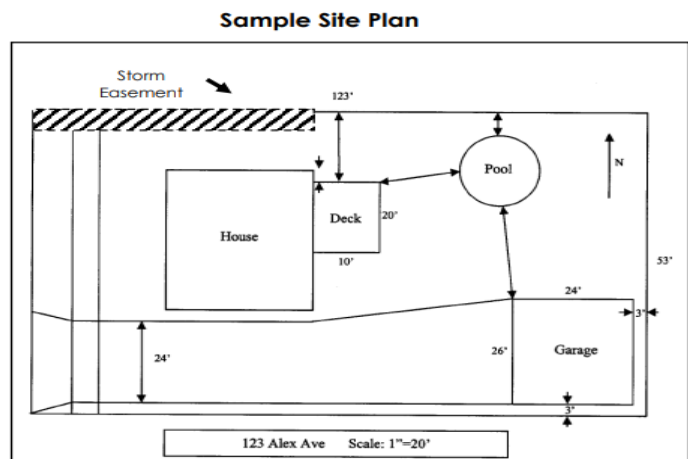 Sample Site Plan
Storm
Easement
123'
Pool
N
Deck
20'
House
10'
53'
24'
3'
24'
26'
Garage
3'
123 Alex Ave Scale: 1"=20'